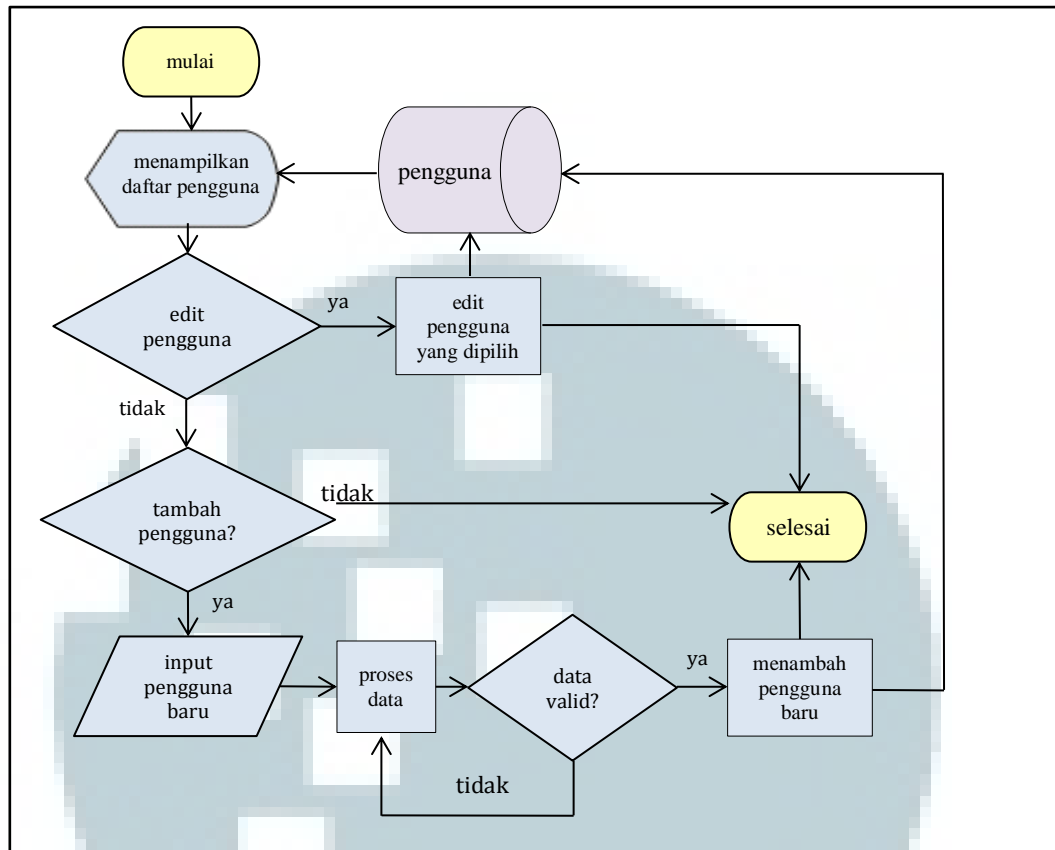 mulai
menampilkan
daftar pengguna
pengguna
edit
pengguna
ya
edit
pengguna
yang dipilih
tidak
tambah
pengguna?
tidak
selesai
ya
input
pengguna
baru
proses
data
data
valid?
ya
menambah
pengguna
baru
tidak